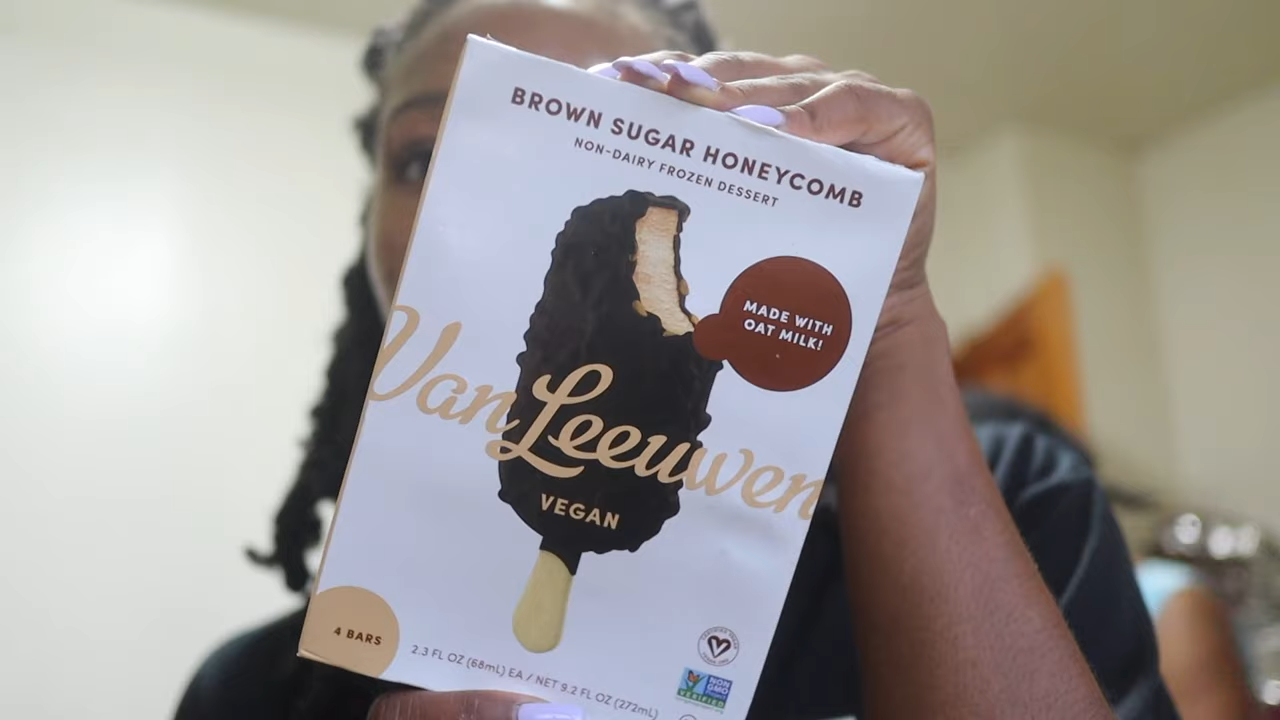 BROWN SUGAR HONEYCOMB
NON-DAIRY FROZEN DESSERT
MADE WITH
OAT MILK!
Van Leeuwen
VEGAN
4 BARS
2.3 FL OZ (68mL) EA / NET 9.2 FL OZ (272mL)
NON
GMO
VERIFIED